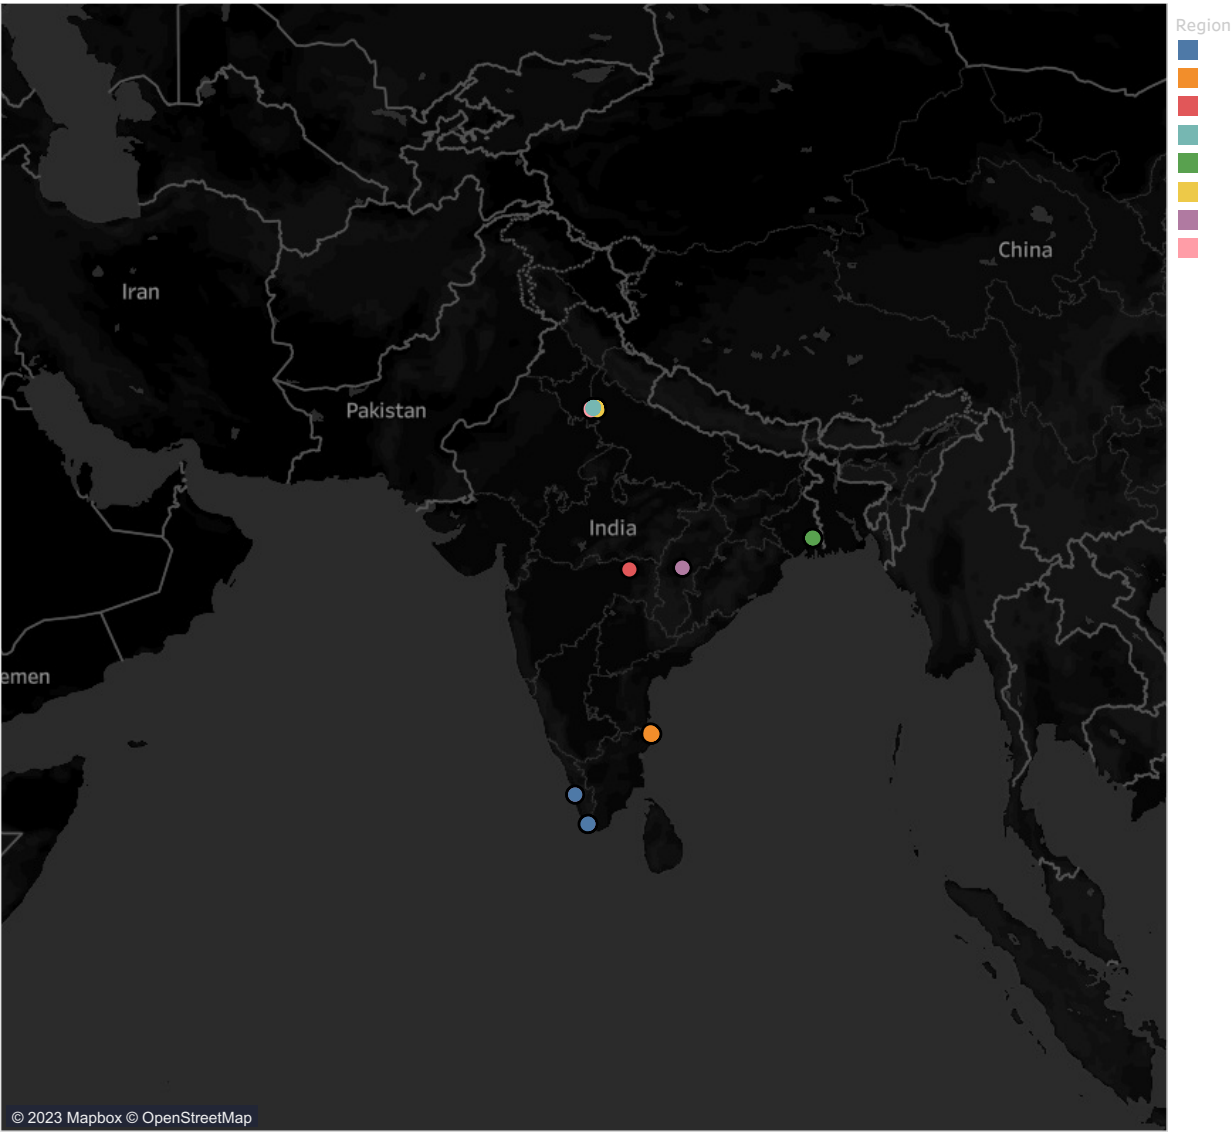 Region
China
Iran
Pakistan
India
emen
© 2023 Mapbox © OpenStreetMap